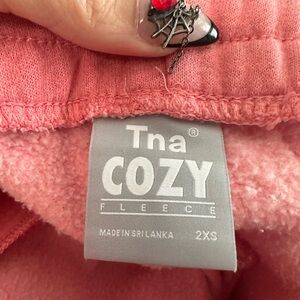 Tna®
COZY
FLEECE
MADE IN SRI LANKA 2XS